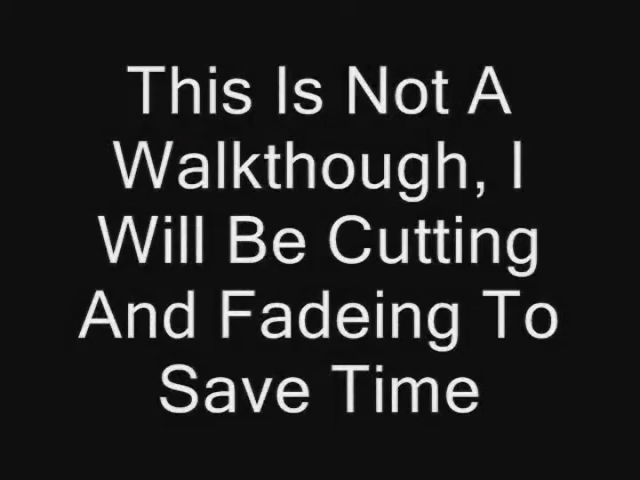 This Is Not A
Walkthough, I
Will Be Cutting
And Fadeing To
Save Time